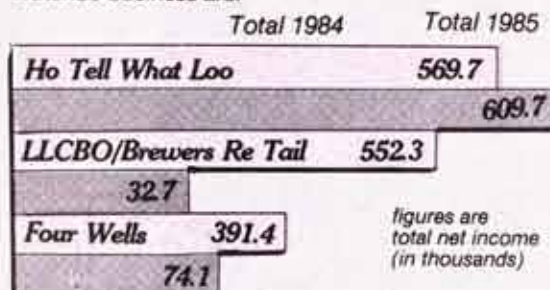 Total 1984 Total 1985
Ho Tell What Loo 569.7
609.7
LLCBO/Brewers Re Tail 552.3
32.7
Four Wells 391.4
74.1
figures are
total net income
(in thousands)